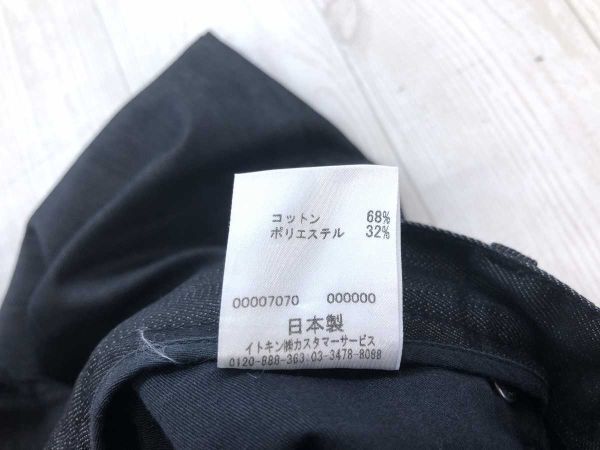 コットン 68%
ポリエステル 32%
00007070 000000
日本製
イトキン㈱カスタマーサービス
0120-888-363 03-3478-8088